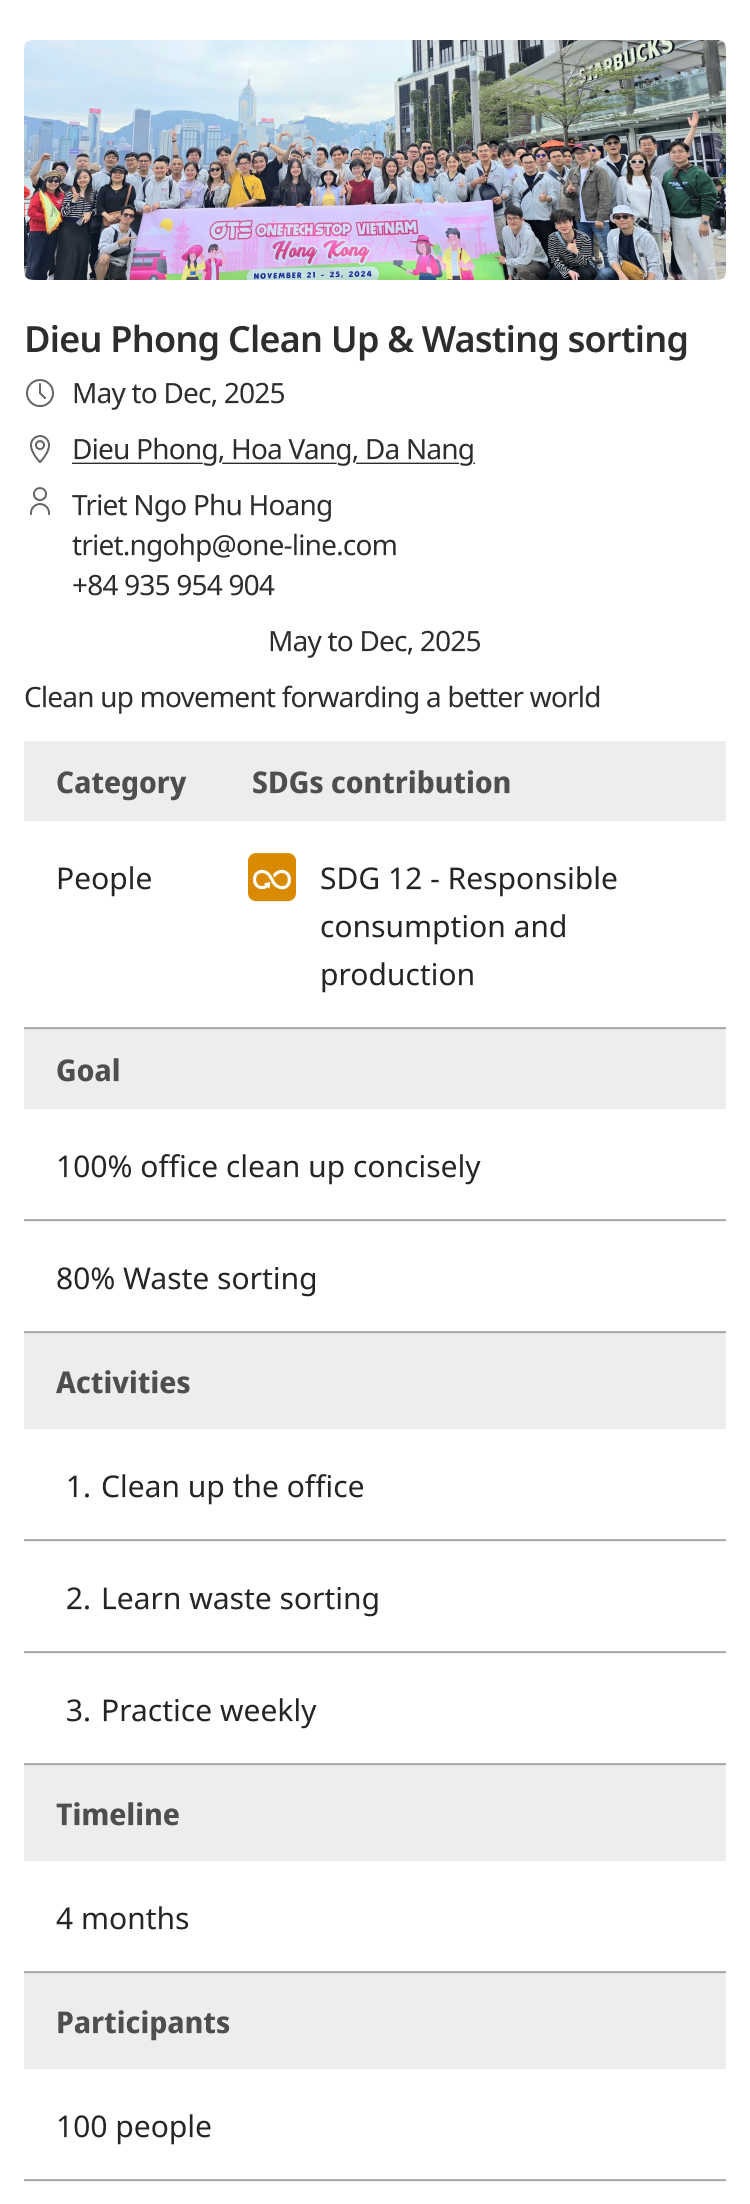 STARBUCKS
OTS ONE TECH STOP VIETNAM
Hong Kong
NOVEMBER 21 - 25, 2024
Dieu Phong Clean Up & Wasting sorting
May to Dec, 2025
Dieu Phong, Hoa Vang, Da Nang
Triet Ngo Phu Hoang
triet.ngohp@one-line.com
+84 935 954 904
May to Dec, 2025
Clean up movement forwarding a better world
Category SDGs contribution
People SDG 12 - Responsible
consumption and
production
Goal
100% office clean up concisely
80% Waste sorting
Activities
1. Clean up the office
2. Learn waste sorting
3. Practice weekly
Timeline
4 months
Participants
100 people